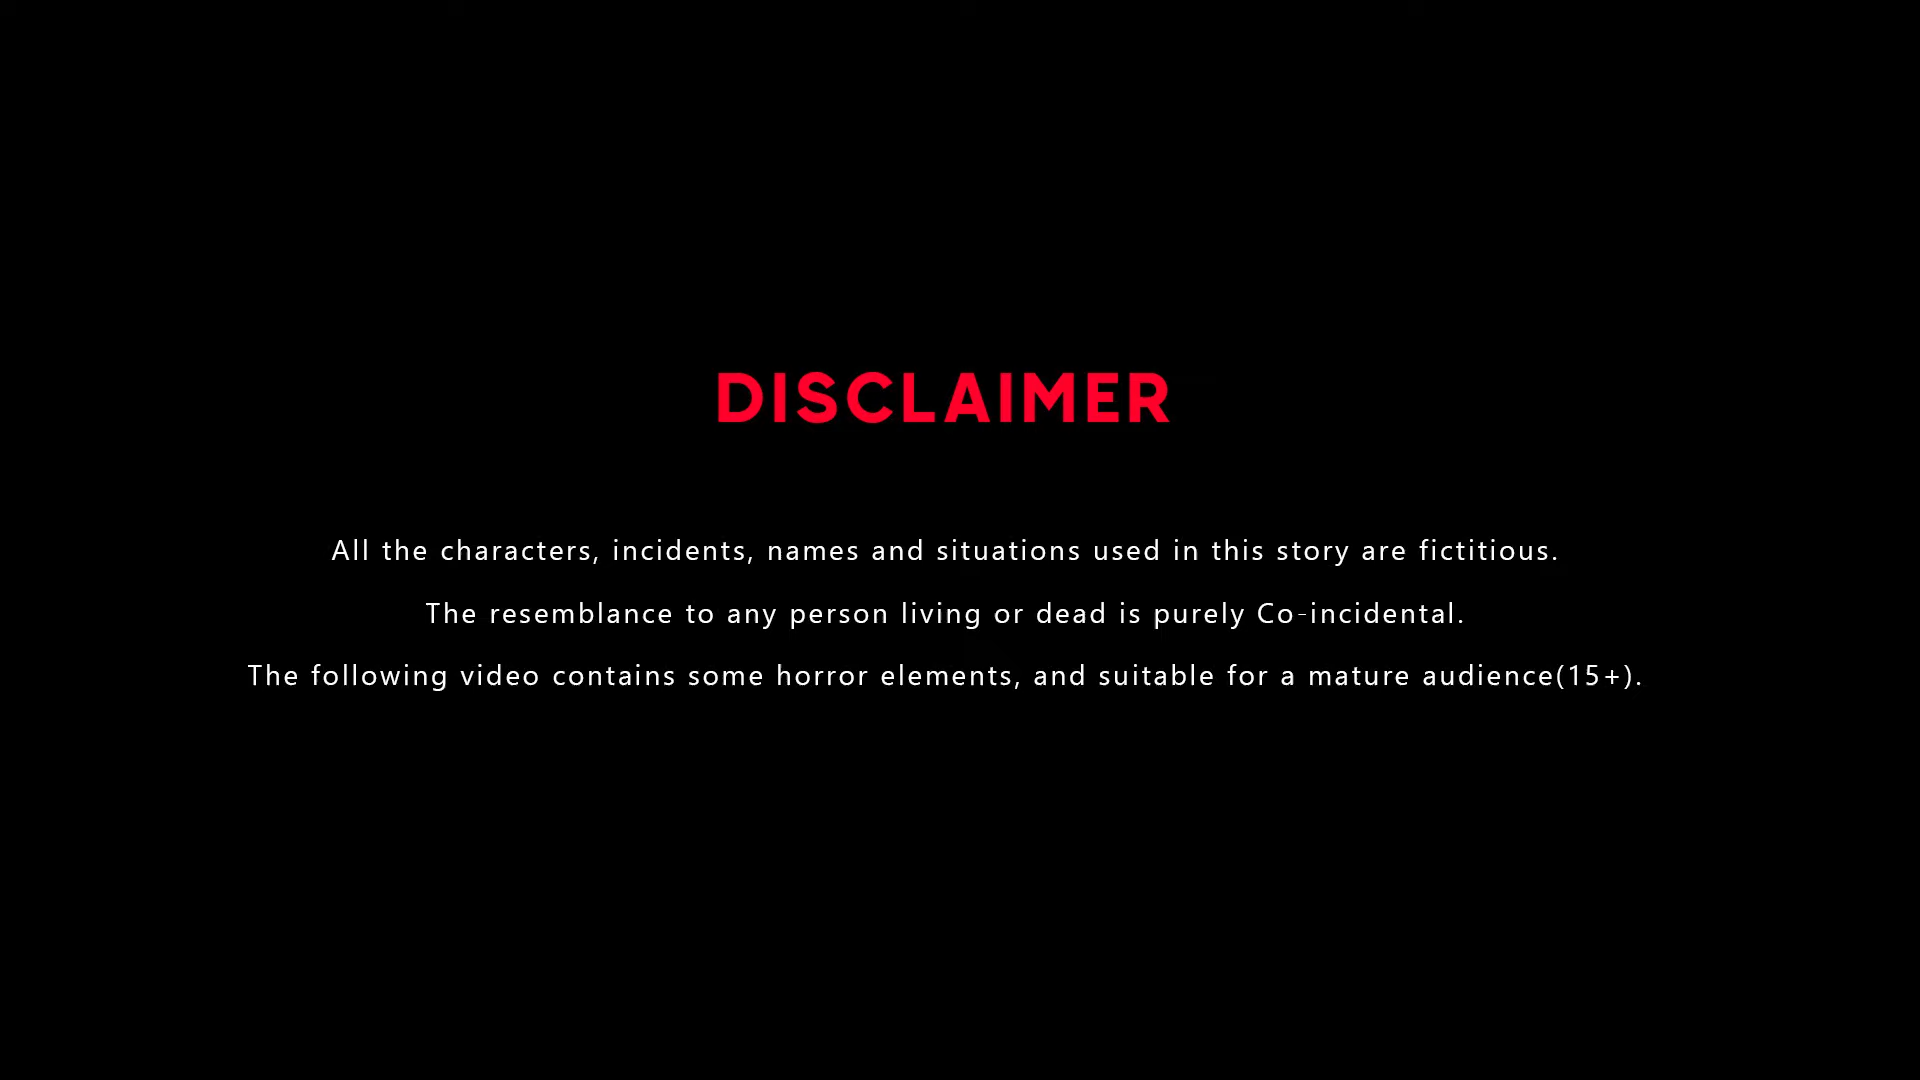 DISCLAIMER
All the characters, incidents, names and situations used in this story are fictitious.
The resemblance to any person living or dead is purely Co-incidental.
The following video contains some horror elements, and suitable for a mature audience(15+).